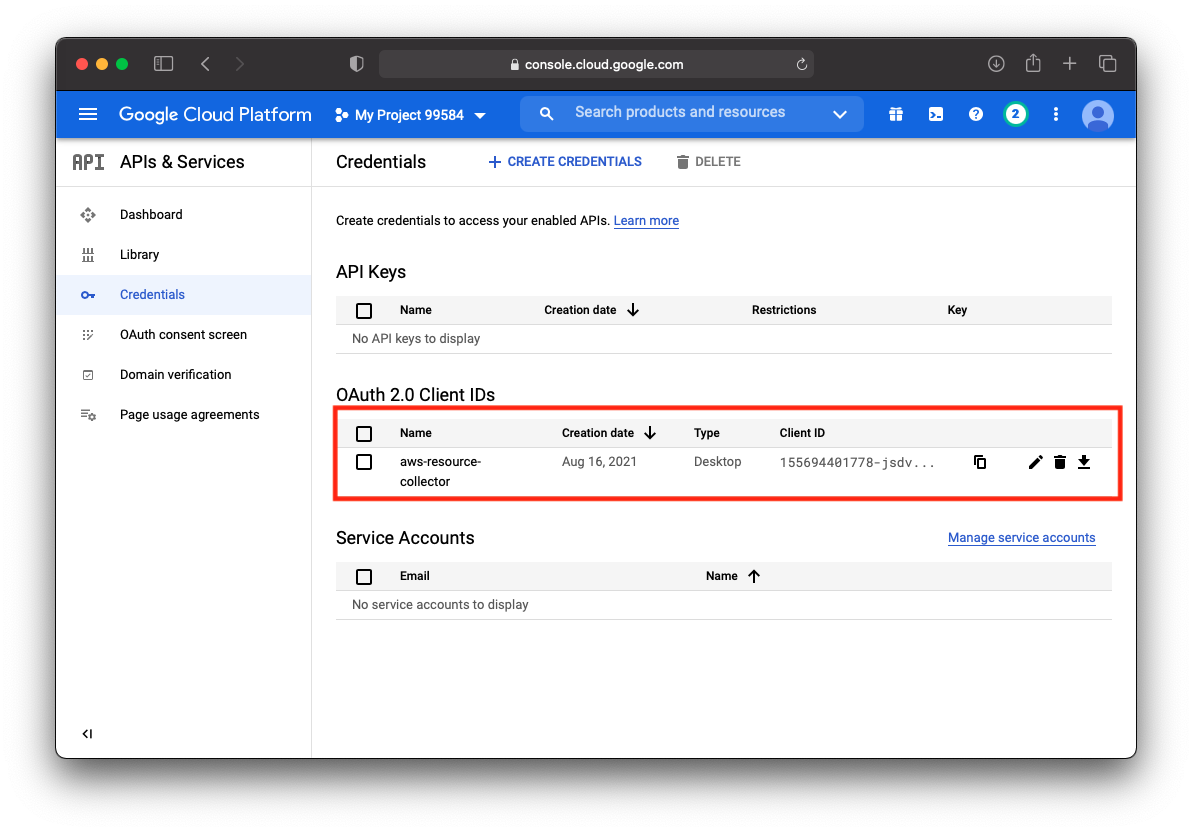 console.cloud.google.com
Google Cloud Platform
My Project 99584
Search products and resources
2
API APIs & Services
Credentials
CREATE CREDENTIALS
DELETE
Dashboard
Library
Credentials
OAuth consent screen
Domain verification
Page usage agreements
Create credentials to access your enabled APIs. Learn more
API Keys
Name Creation date Restrictions Key
No API keys to display
OAuth 2.0 Client IDs
Name Creation date Type Client ID
aws-resource-collector Aug 16, 2021 Desktop 155694401778-jsdv...
Service Accounts Manage service accounts
Email Name
No service accounts to display